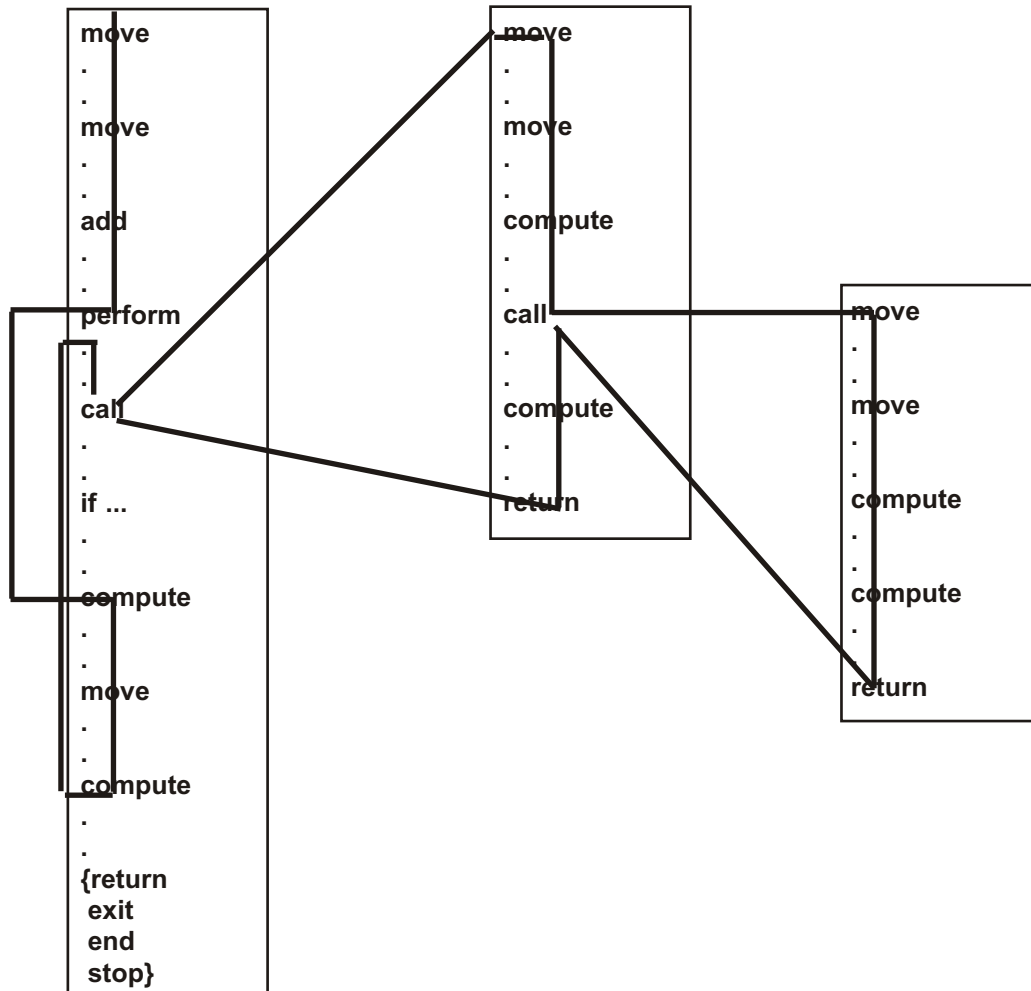 move
.
.
move
.
.
add
.
.
perform
.
.
call
.
.
if ...
.
.
compute
.
.
move
.
.
compute
.
.
{return
exit
end
stop}
move
.
.
move
.
.
compute
.
.
call
.
.
compute
.
.
return
move
.
.
move
.
.
compute
.
.
compute
.
.
return